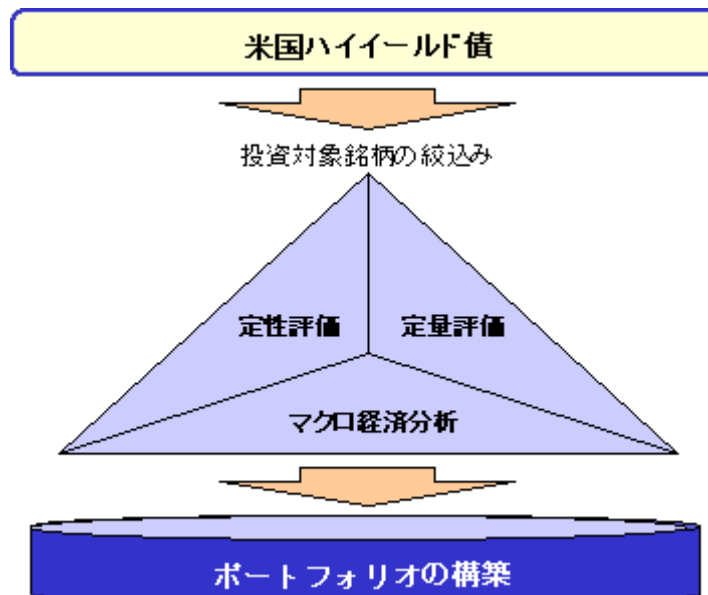 米国ハイイールド債
投資対象銘柄の絞込み
定性評価
定量評価
マクロ経済分析
ポートフォリオの構築